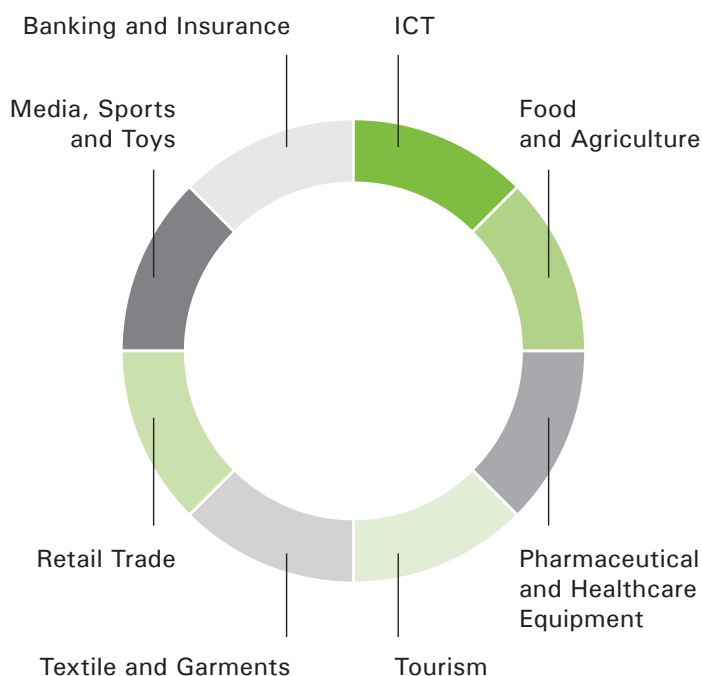 Banking and Insurance
ICT
Media, Sports
and Toys
Food
and Agriculture
Retail Trade
Pharmaceutical
and Healthcare
Equipment
Textile and Garments
Tourism